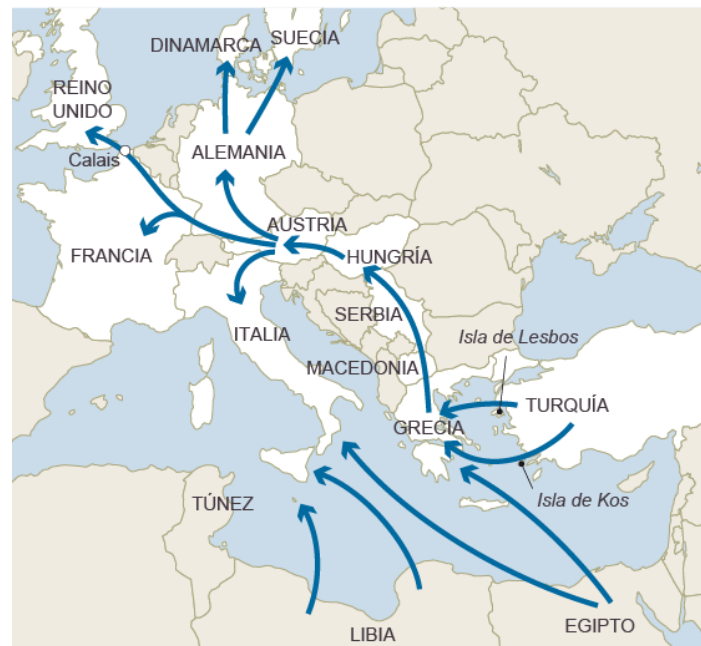 DINAMARCA
SUECIA
REINO
UNIDO
Calais
ALEMANIA
AUSTRIA
FRANCIA
HUNGRÍA
ITALIA
SERBIA
Isla de Lesbos
MACEDONIA
TURQUÍA
GRECIA
TÚNEZ
Isla de Kos
LIBIA
EGIPTO